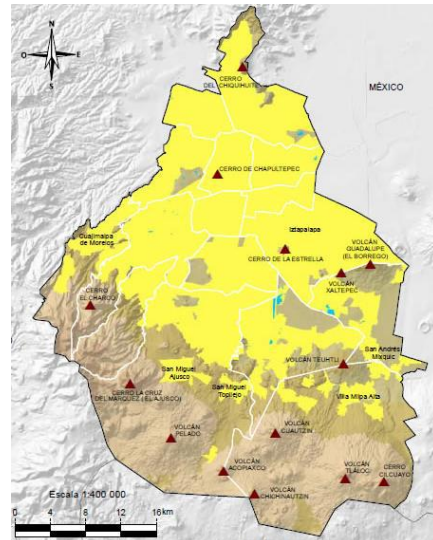 N
O
E
S
CERRO
DEL CHIQUIHUITE
MÉXICO
CERRO DE CHAPULTEPEC
Cuajimalpa
de Morelos
Iztapalapa
CERRO DE LA ESTRELLA
VOLCÁN
GUADALUPE
(EL BORREGO)
VOLCÁN
XALTEPEC
CERRO
EL CHARCO
San Andrés
Mixquic
VOLCÁN TEUHTLI
San Miguel
Ajusco
San Miguel
Topilejo
Villa Milpa Alta
CERRO LA CRUZ
DEL MARQUEZ (EL AJUSCO)
VOLCÁN
PELADO
VOLCÁN
CUAUTZIN
VOLCÁN
ACOPIAXCO
VOLCÁN
TLÁLOC
CERRO
CILCUAYO
VOLCÁN
CHICHINAUTZIN
Escala 1:400 000
0 4 8 12 16 km